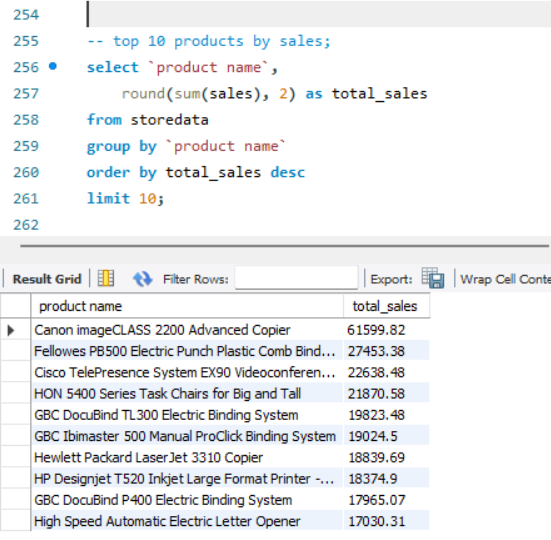 254
255 -- top 10 products by sales;
256 select `product name`,
257 round(sum(sales), 2) as total_sales
258 from storedata
259 group by `product name`
260 order by total_sales desc
261 limit 10;
262
Result Grid Filter Rows: Export: Wrap Cell Conte
product name total_sales
Canon imageCLASS 2200 Advanced Copier 61599.82
Fellowes PB500 Electric Punch Plastic Comb Bind... 27453.38
Cisco TelePresence System EX90 Videoconferen... 22638.48
HON 5400 Series Task Chairs for Big and Tall 21870.58
GBC DocuBind TL300 Electric Binding System 19823.48
GBC Ibimaster 500 Manual ProClick Binding System 19024.5
Hewlett Packard LaserJet 3310 Copier 18839.69
HP Designjet T520 Inkjet Large Format Printer -... 18374.9
GBC DocuBind P400 Electric Binding System 17965.07
High Speed Automatic Electric Letter Opener 17030.31